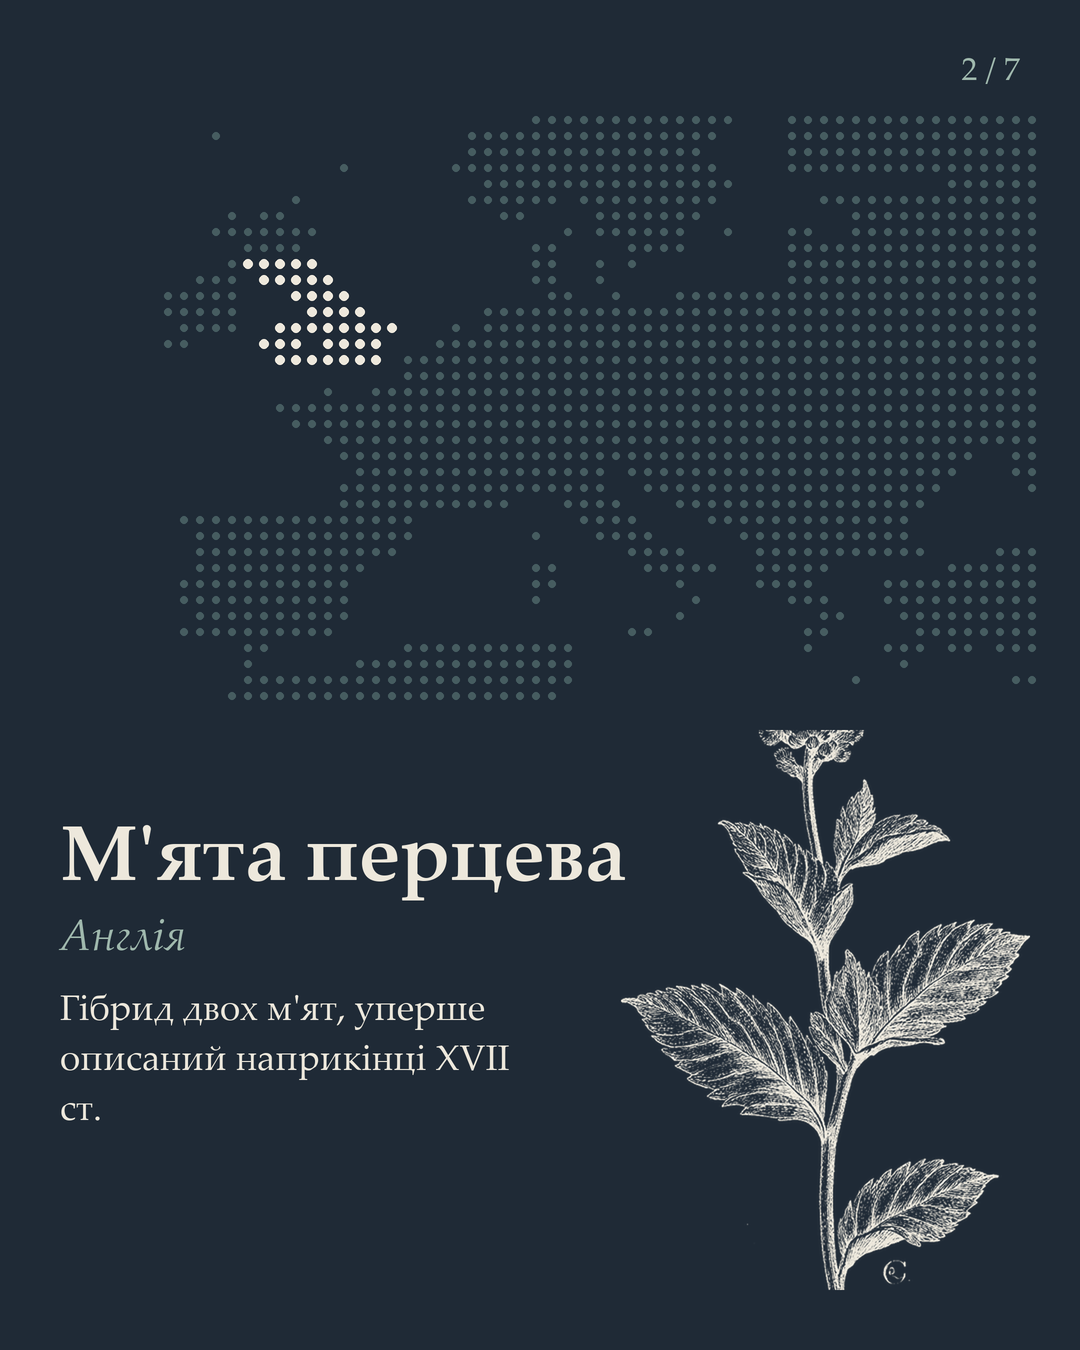 2 / 7
М'ята перцева
Англія
Гібрид двох м'ят, уперше
описаний наприкінці XVII
ст.